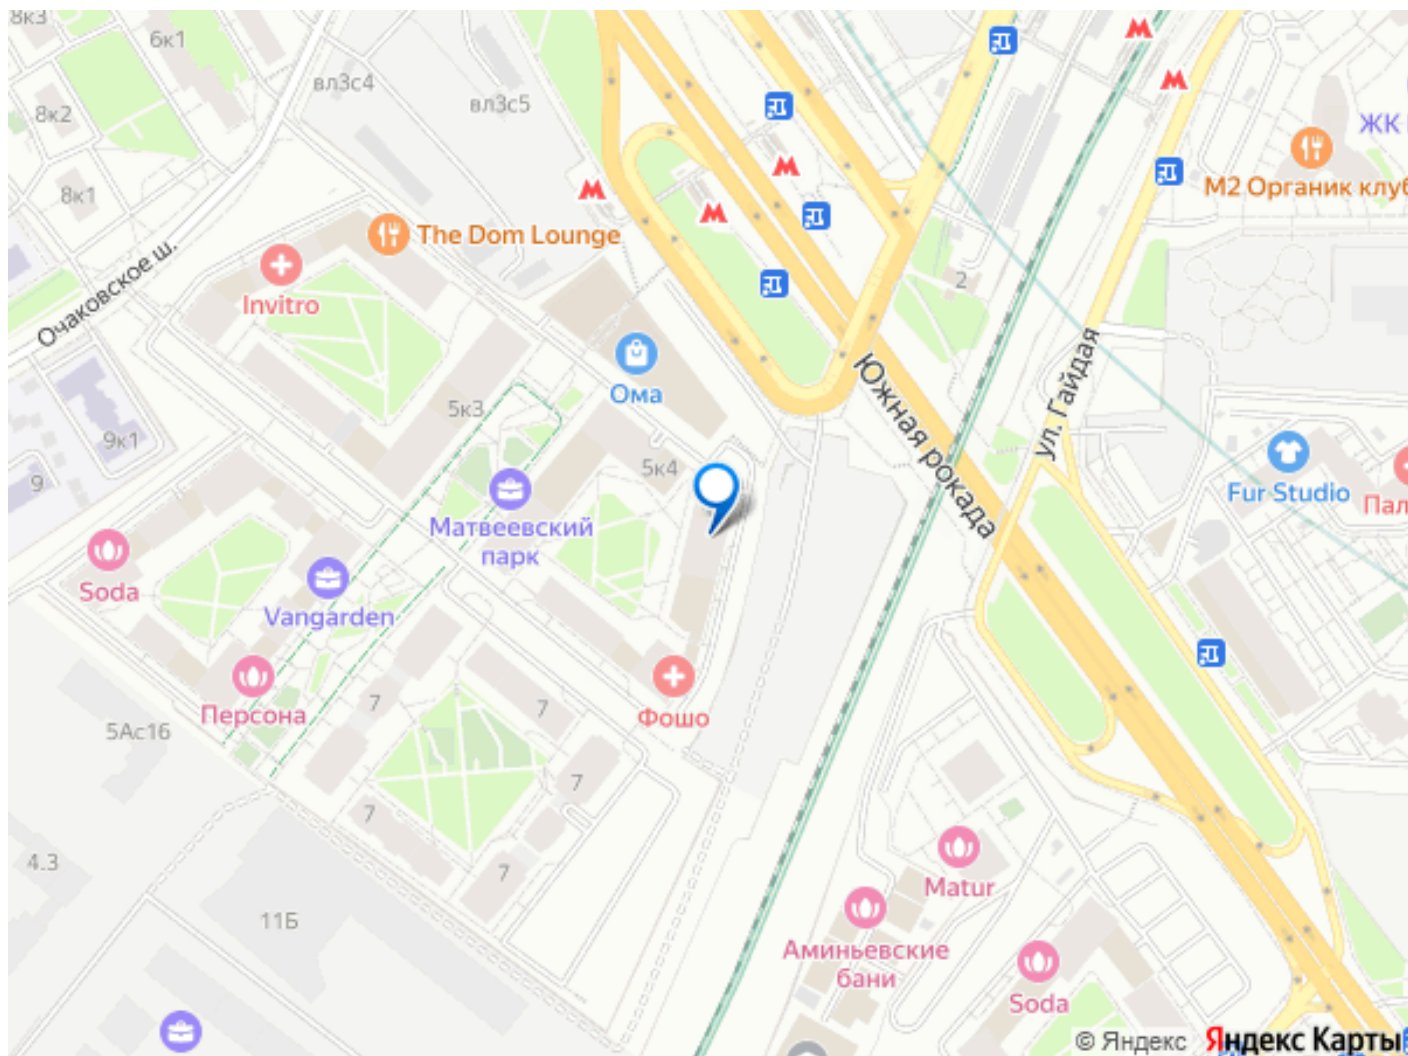 8к3
6к1
вл3с4
вл3с5
8к2
8к1
ЖК
М2 Органик клуб
The Dom Lounge
Invitro
2
Очаковское ш.
Ома
ул. Гайдая
Южная рокада
5к3
9к1
9
5к4
Fur Studio
Пал
Матвеевский
парк
Soda
Vangarden
Персона
Фошо
5Ас16
7
7
7
7
7
4.3
11Б
Matur
Аминьевские
бани
Soda
© Яндекс
Яндекс Карты